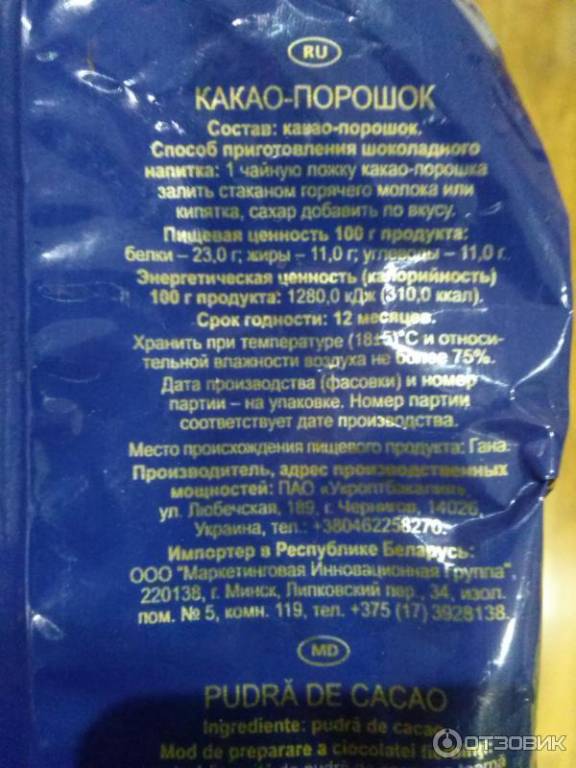 RU
КАКАО-ПОРОШОК
Состав: какао-порошок.
Способ приготовления шоколадного
напитка: 1 чайную ложку какао-порошка
залить стаканом горячего молока или
кипятка, сахар добавить по вкусу.
Пищевая ценность 100 г продукта:
белки – 23,0 г; жиры – 11,0 г; углеводы – 11,0 г.
Энергетическая ценность (калорийность)
100 г продукта: 1280,0 кДж (310,0 ккал).
Срок годности: 12 месяцев.
Хранить при температуре (18±5)°С и относи-
тельной влажности воздуха не более 75%.
Дата производства (фасовки) и номер
партии – на упаковке. Номер партии
соответствует дате производства.
Место происхождения пищевого продукта: Гана.
Производитель, адрес производственных
мощностей: ПАО «Укроптбакалия»,
ул. Любечская, 189, г. Чернигов, 14026,
Украина, тел.: +380462258270.
Импортер в Республике Беларусь:
ООО "Маркетинговая Инновационная Группа",
220138, г. Минск, Липковский пер., 34, изол.
пом. № 5, комн. 119, тел. +375 (17) 3928138.
MD
PUDRĂ DE CACAO
Ingrediente: pudră de cacao.
Mod de preparare a ciocolatei
ОТЗОВИК